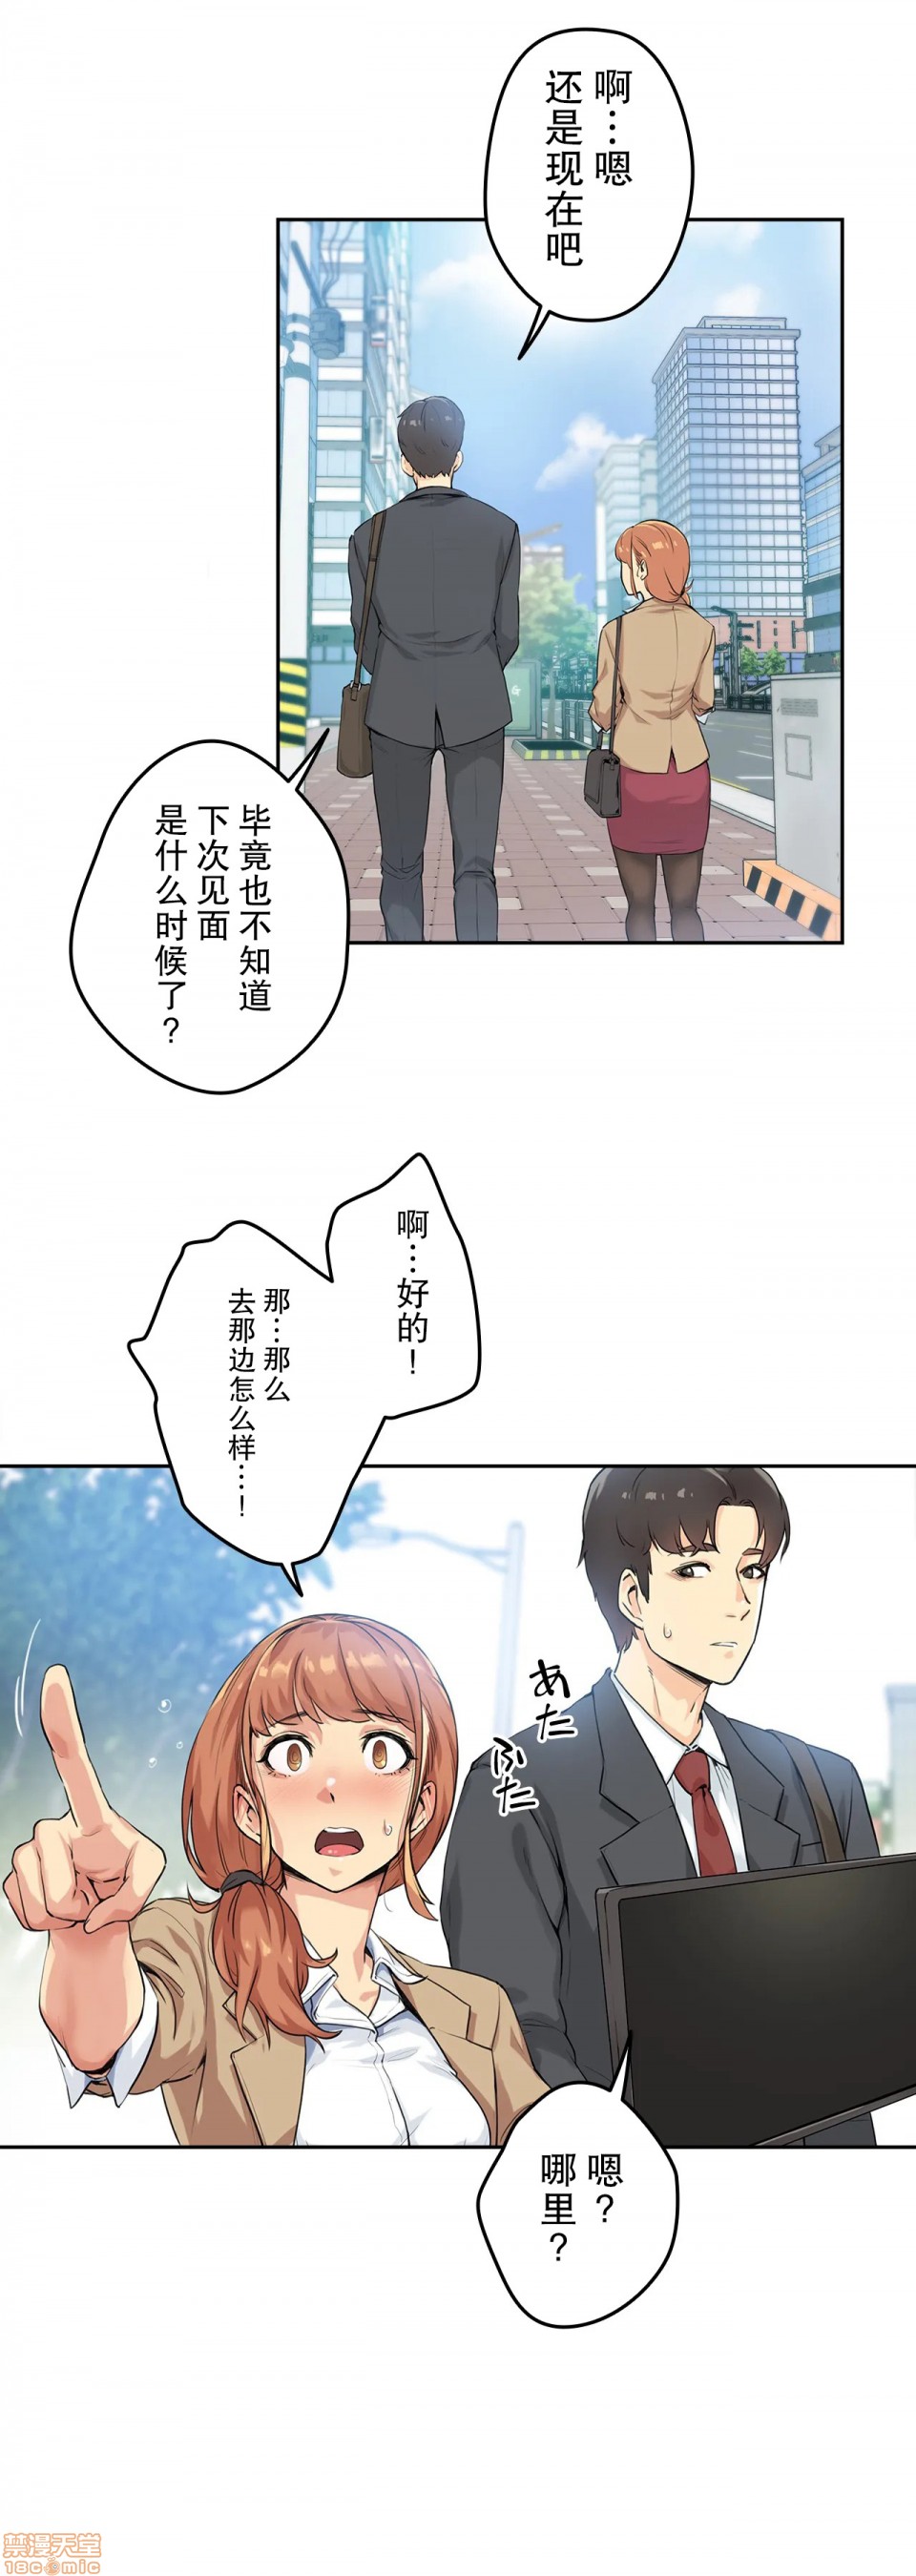 啊…嗯
还是现在吧
毕竟也不知道
下次见面
是什么时候了？
啊…好的！
那…那么
去那边怎么样…！
あた
ふた
嗯？
哪里？
禁漫天堂
18comic